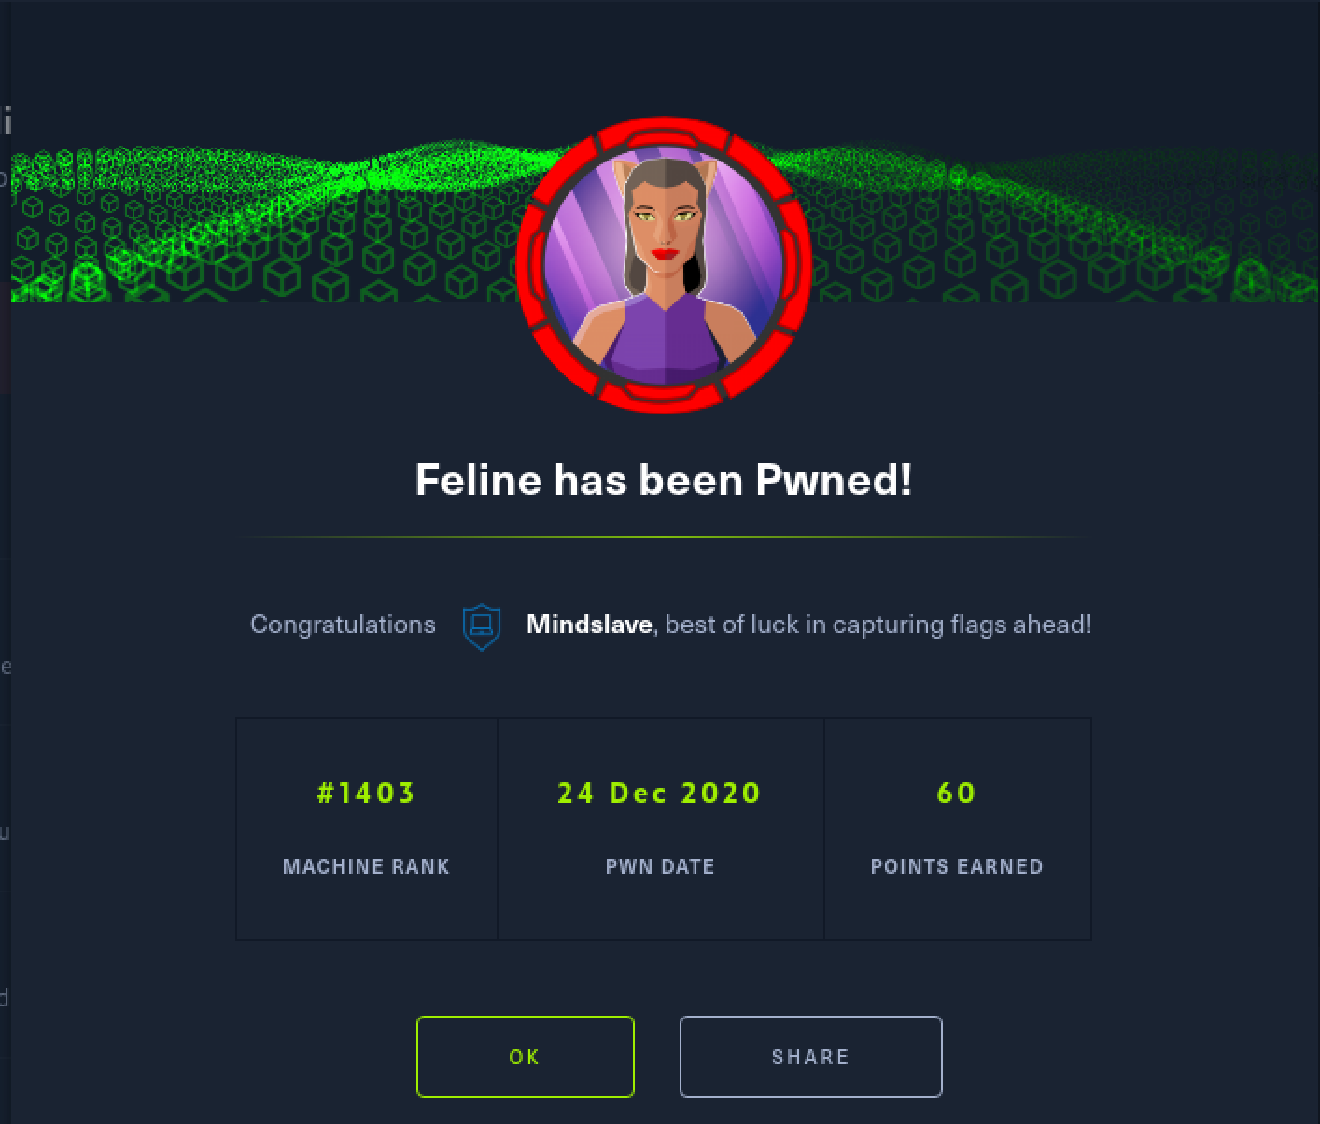 Feline has been Pwned!
Congratulations Mindslave, best of luck in capturing flags ahead!
#1403 24 Dec 2020 60
MACHINE RANK PWN DATE POINTS EARNED
OK SHARE